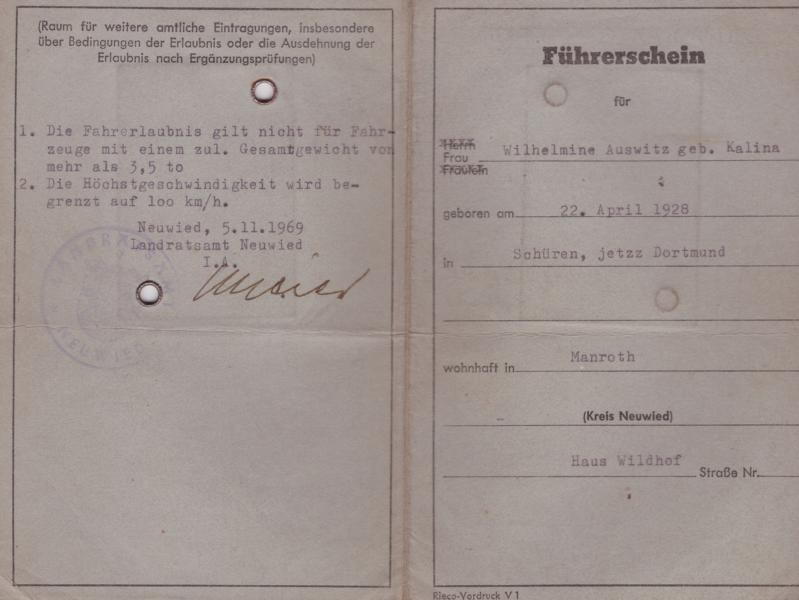 (Raum für weitere amtliche Eintragungen, insbesondere
über Bedingungen der Erlaubnis oder die Ausdehnung der
Erlaubnis nach Ergänzungsprüfungen)
1. Die Fahrerlaubnis gilt nicht für Fahr-
zeuge mit einem zul. Gesamtgewicht von
mehr als 3,5 to
2. Die Höchstgeschwindigkeit wird be-
grenzt auf 100 km/h.
Neuwied, 5.11.1969
Landratsamt Neuwied
I.A.
LANDRATSAMT
NEUWIED
Führerschein
für
Herrn
Frau Wilhelmine Auswitz geb. Kalina
Fräulein
geboren am 22. April 1928
in Schüren, jetzz Dortmund
wohnhaft in Manroth
(Kreis Neuwied)
Haus Wildhof Straße Nr.
Rieco-Vordruck V 1